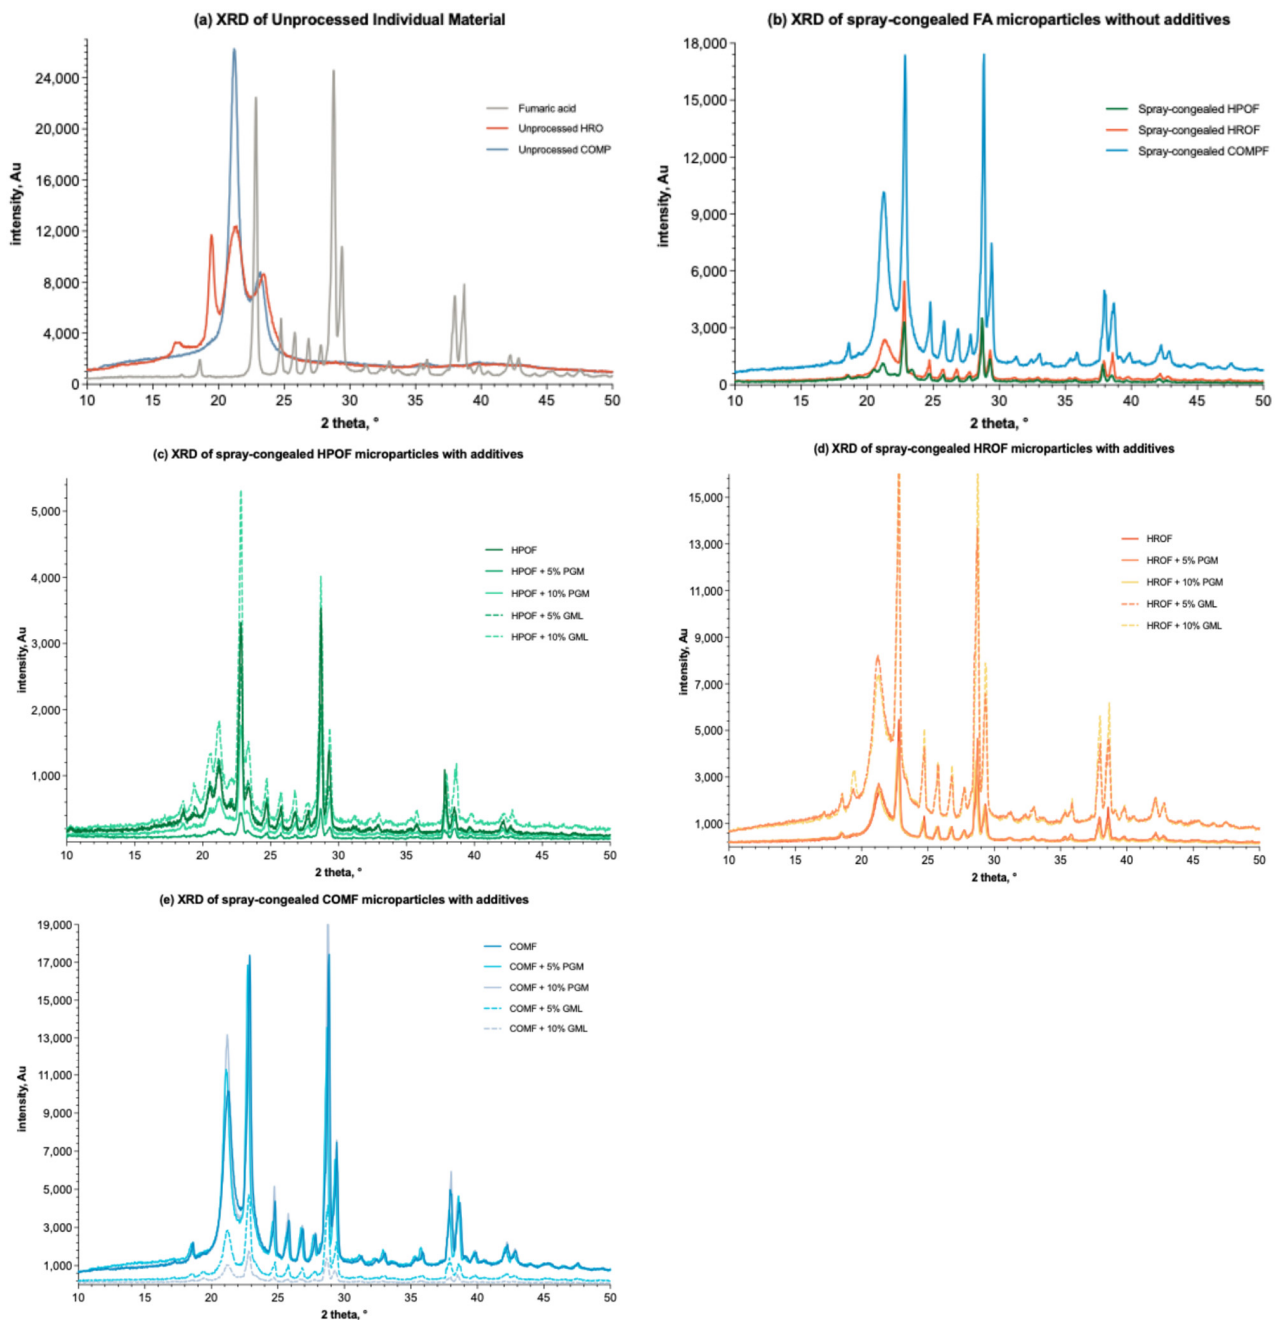 (a) XRD of Unprocessed Individual Material
24,000
20,000
16,000
12,000
8,000
4,000
0
intensity, Au
10 15 20 25 30 35 40 45 50
2 theta, °
Fumaric acid
Unprocessed HRO
Unprocessed COMP
(b) XRD of spray-congealed FA microparticles without additives
18,000
15,000
12,000
9,000
6,000
3,000
0
intensity, Au
10 15 20 25 30 35 40 45 50
2 theta, °
Spray-congealed HPOF
Spray-congealed HROF
Spray-congealed COMPF
(c) XRD of spray-congealed HPOF microparticles with additives
5,000
4,000
3,000
2,000
1,000
intensity, Au
10 15 20 25 30 35 40 45 50
2 theta, °
HPOF
HPOF + 5% PGM
HPOF + 10% PGM
HPOF + 5% GML
HPOF + 10% GML
(d) XRD of spray-congealed HROF microparticles with additives
15,000
13,000
11,000
9,000
7,000
5,000
3,000
1,000
intensity, Au
10 15 20 25 30 35 40 45 50
2 theta, °
HROF
HROF + 5% PGM
HROF + 10% PGM
HROF + 5% GML
HROF + 10% GML
(e) XRD of spray-congealed COMF microparticles with additives
19,000
17,000
15,000
13,000
11,000
9,000
7,000
5,000
3,000
1,000
intensity, Au
10 15 20 25 30 35 40 45 50
2 theta, °
COMF
COMF + 5% PGM
COMF + 10% PGM
COMF + 5% GML
COMF + 10% GML